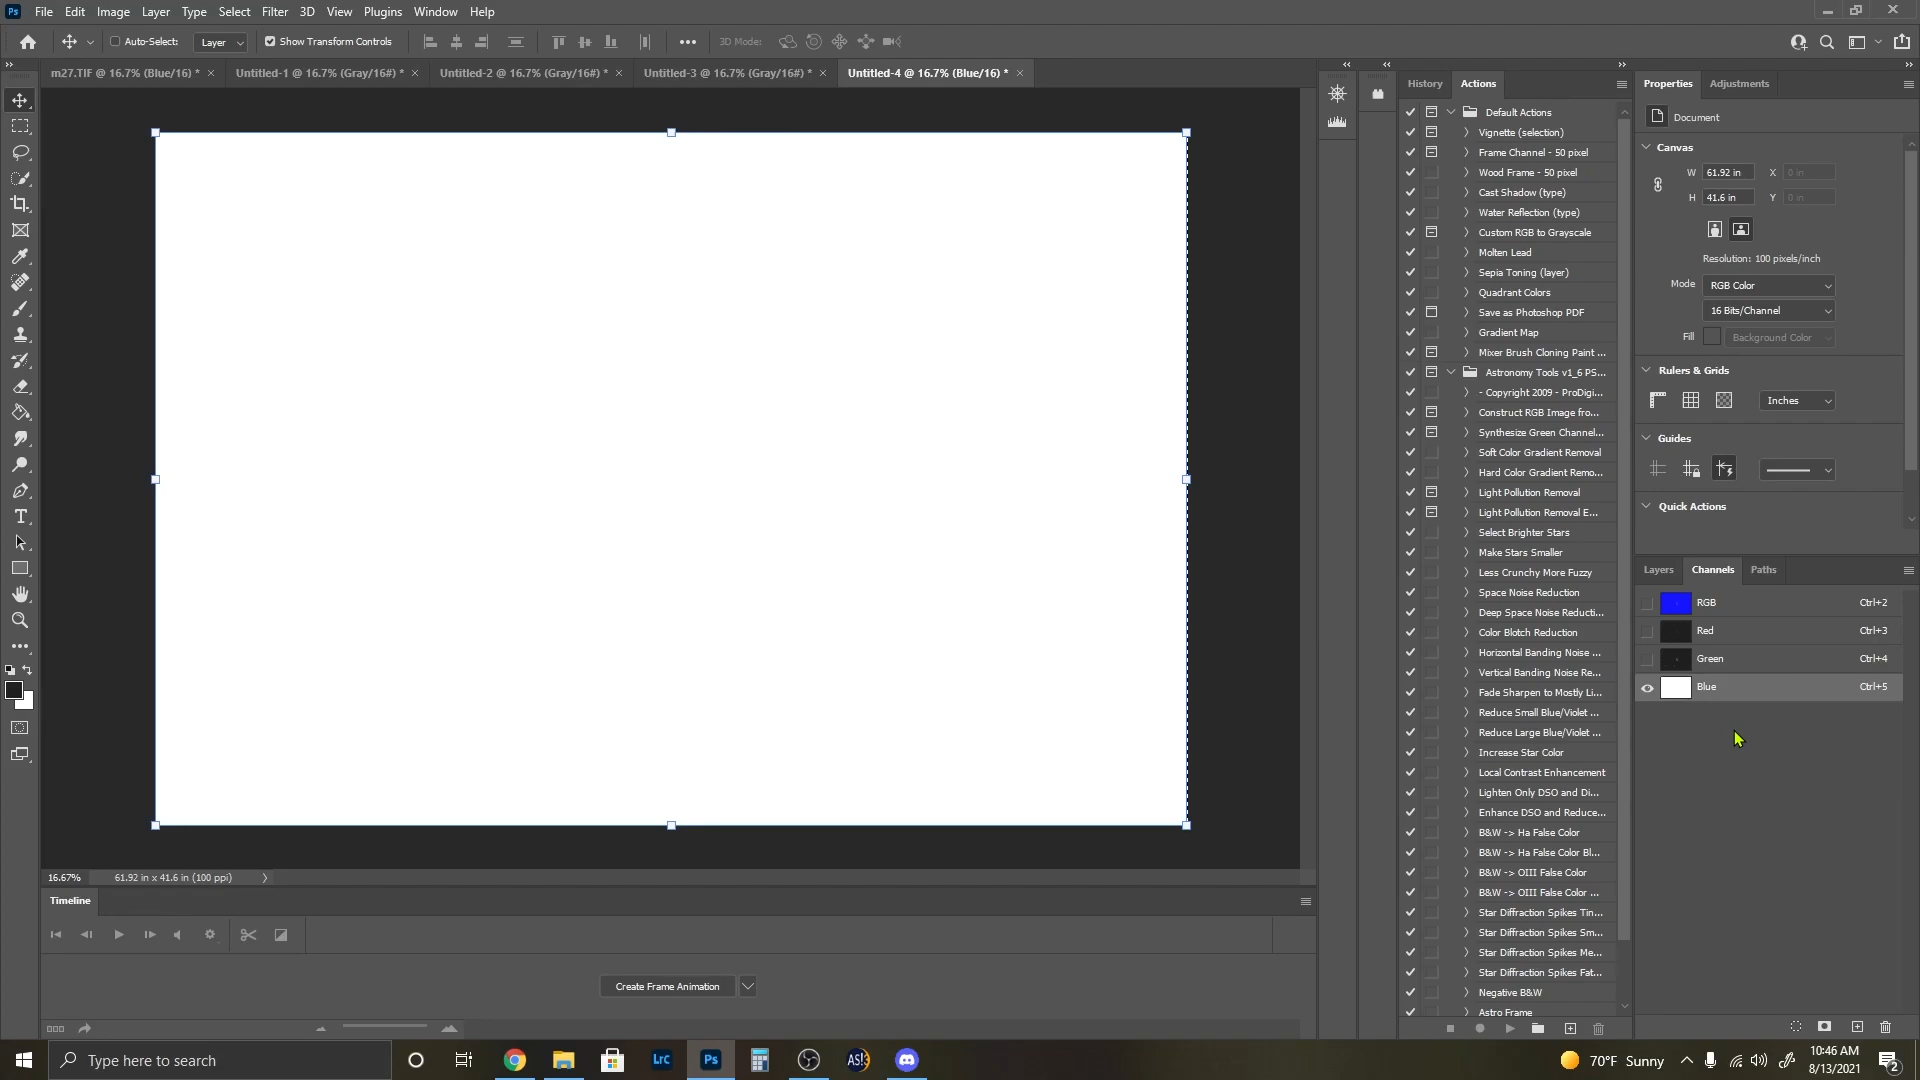 Ps File Edit Image Layer Type Select Filter 3D View Plugins Window Help
Auto-Select: Layer Show Transform Controls 3D Mode:
m27.TIF @ 16.7% (Blue/16) * Untitled-1 @ 16.7% (Gray/16#) * Untitled-2 @ 16.7% (Gray/16#) * Untitled-3 @ 16.7% (Gray/16#) * Untitled-4 @ 16.7% (Blue/16) *
History Actions
Default Actions
Vignette (selection)
Frame Channel - 50 pixel
Wood Frame - 50 pixel
Cast Shadow (type)
Water Reflection (type)
Custom RGB to Grayscale
Molten Lead
Sepia Toning (layer)
Quadrant Colors
Save as Photoshop PDF
Gradient Map
Mixer Brush Cloning Paint ...
Astronomy Tools v1_6 PS...
- Copyright 2009 - ProDigi...
Construct RGB Image fro...
Synthesize Green Channel...
Soft Color Gradient Removal
Hard Color Gradient Remo...
Light Pollution Removal
Light Pollution Removal E...
Select Brighter Stars
Make Stars Smaller
Less Crunchy More Fuzzy
Space Noise Reduction
Deep Space Noise Reducti...
Color Blotch Reduction
Horizontal Banding Noise ...
Vertical Banding Noise Re...
Fade Sharpen to Mostly Li...
Reduce Small Blue/Violet ...
Reduce Large Blue/Violet ...
Increase Star Color
Local Contrast Enhancement
Lighten Only DSO and Di...
Enhance DSO and Reduce...
B&W -> Ha False Color
B&W -> Ha False Color Bl...
B&W -> OIII False Color
B&W -> OIII False Color ...
Star Diffraction Spikes Tin...
Star Diffraction Spikes Sm...
Star Diffraction Spikes Me...
Star Diffraction Spikes Fat...
Negative B&W
Astro Frame
Properties Adjustments
Document
Canvas
W 61.92 in X 0 in
H 41.6 in Y 0 in
Resolution: 100 pixels/inch
Mode RGB Color
16 Bits/Channel
Fill Background Color
Rulers & Grids
Inches
Guides
Quick Actions
Layers Channels Paths
RGB Ctrl+2
Red Ctrl+3
Green Ctrl+4
Blue Ctrl+5
16.67% 61.92 in x 41.6 in (100 ppi)
Timeline
Create Frame Animation
Type here to search
LrC Ps AS!3
70°F Sunny
10:46 AM
8/13/2021
2